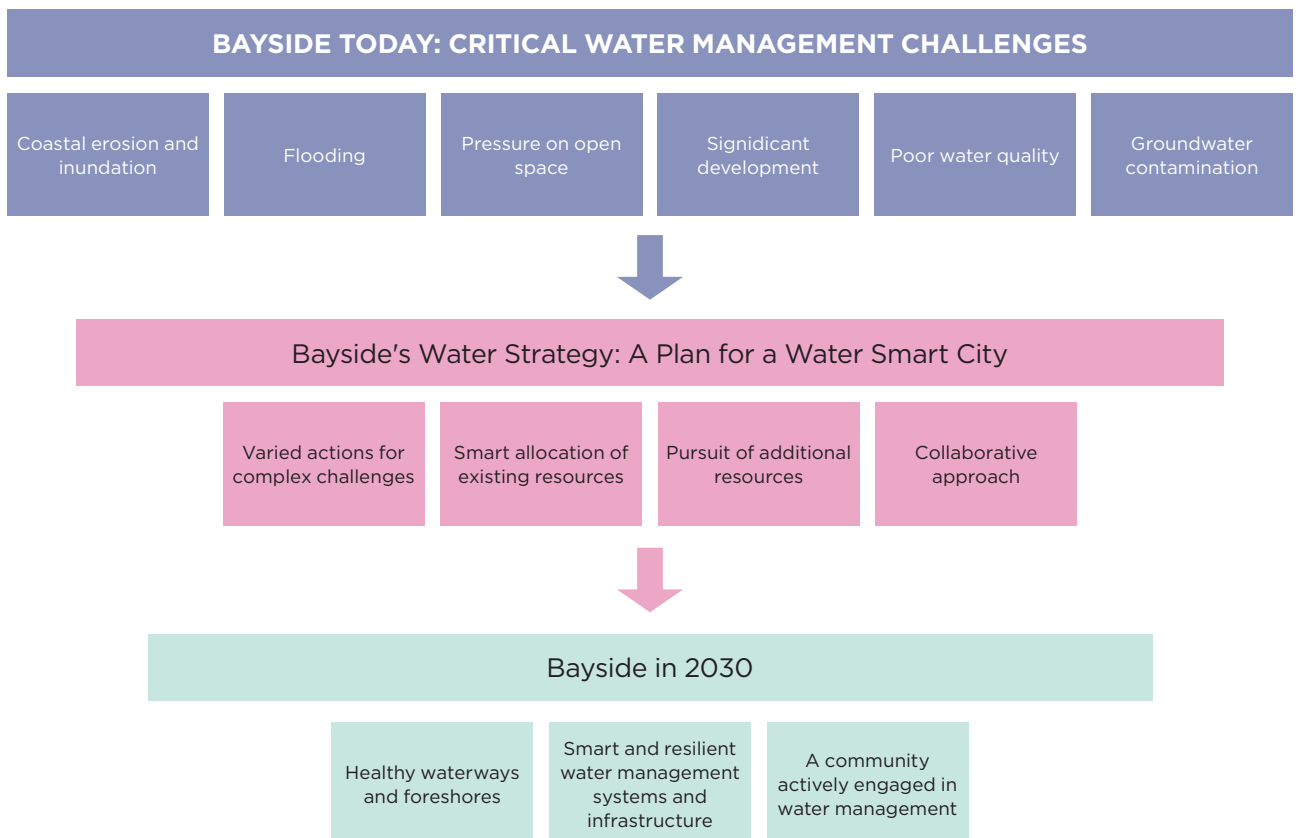 BAYSIDE TODAY: CRITICAL WATER MANAGEMENT CHALLENGES
Coastal erosion and
inundation
Flooding
Pressure on open
space
Signidicant
development
Poor water quality
Groundwater
contamination
Bayside's Water Strategy: A Plan for a Water Smart City
Varied actions for
complex challenges
Smart allocation of
existing resources
Pursuit of additional
resources
Collaborative
approach
Bayside in 2030
Healthy waterways
and foreshores
Smart and resilient
water management
systems and
infrastructure
A community
actively engaged in
water management